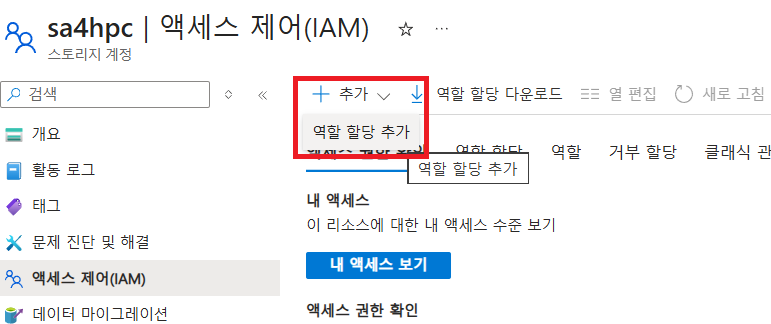 sa4hpc | 액세스 제어(IAM) ☆ ···
스토리지 계정
검색
추가 역할 할당 다운로드 열 편집 새로 고침
역할 할당 추가
개요
역할 할당 역할 거부 할당 클래식 관
역할 할당 추가
활동 로그
태그
내 액세스
이 리소스에 대한 내 액세스 수준 보기
문제 진단 및 해결
내 액세스 보기
액세스 제어(IAM)
데이터 마이그레이션
액세스 권한 확인